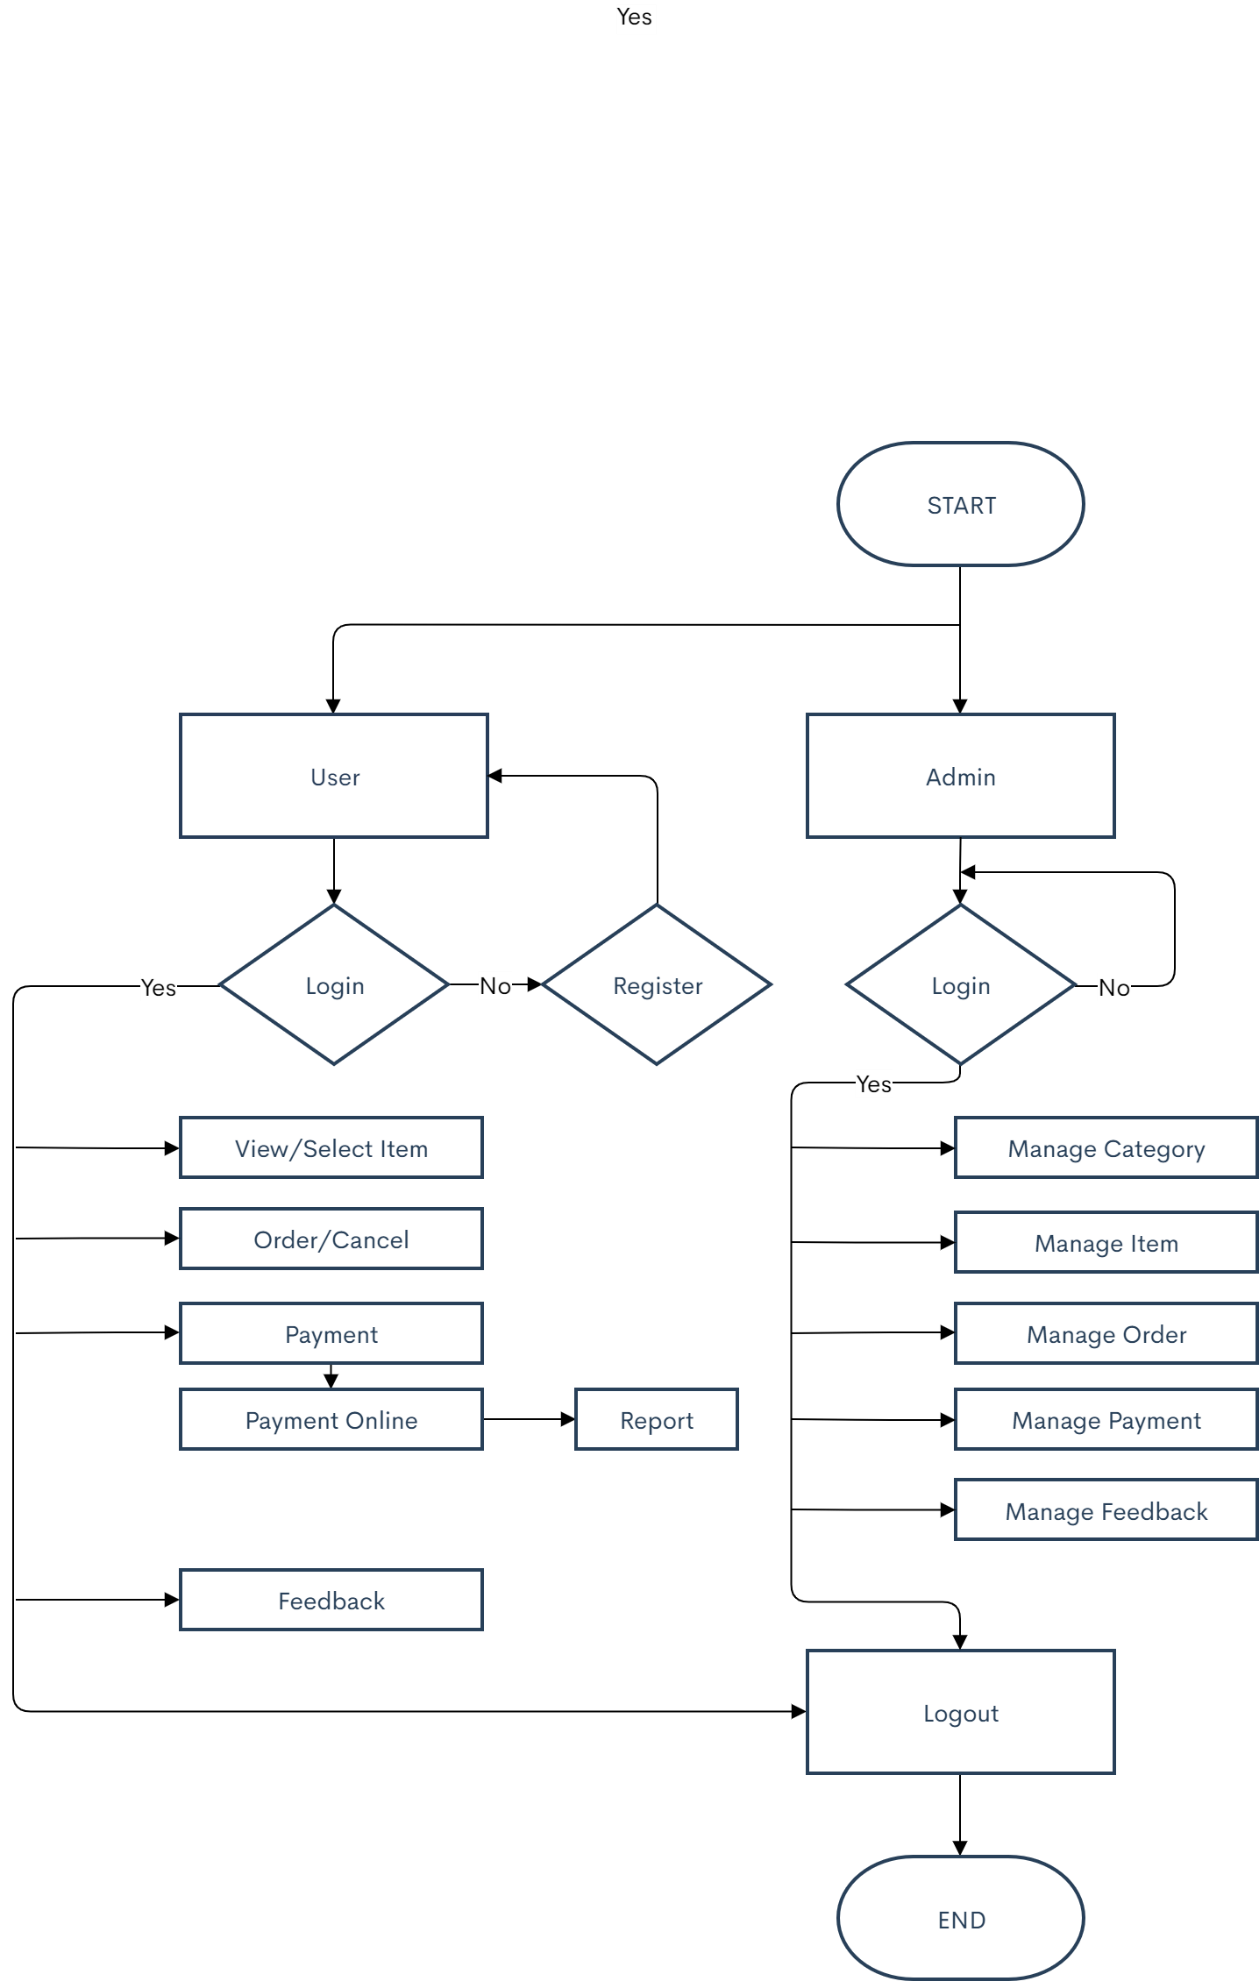 Yes
START
User
Admin
Login
No
Register
Login
No
Yes
Yes
View/Select Item
Manage Category
Order/Cancel
Manage Item
Payment
Manage Order
Payment Online
Report
Manage Payment
Manage Feedback
Feedback
Logout
END